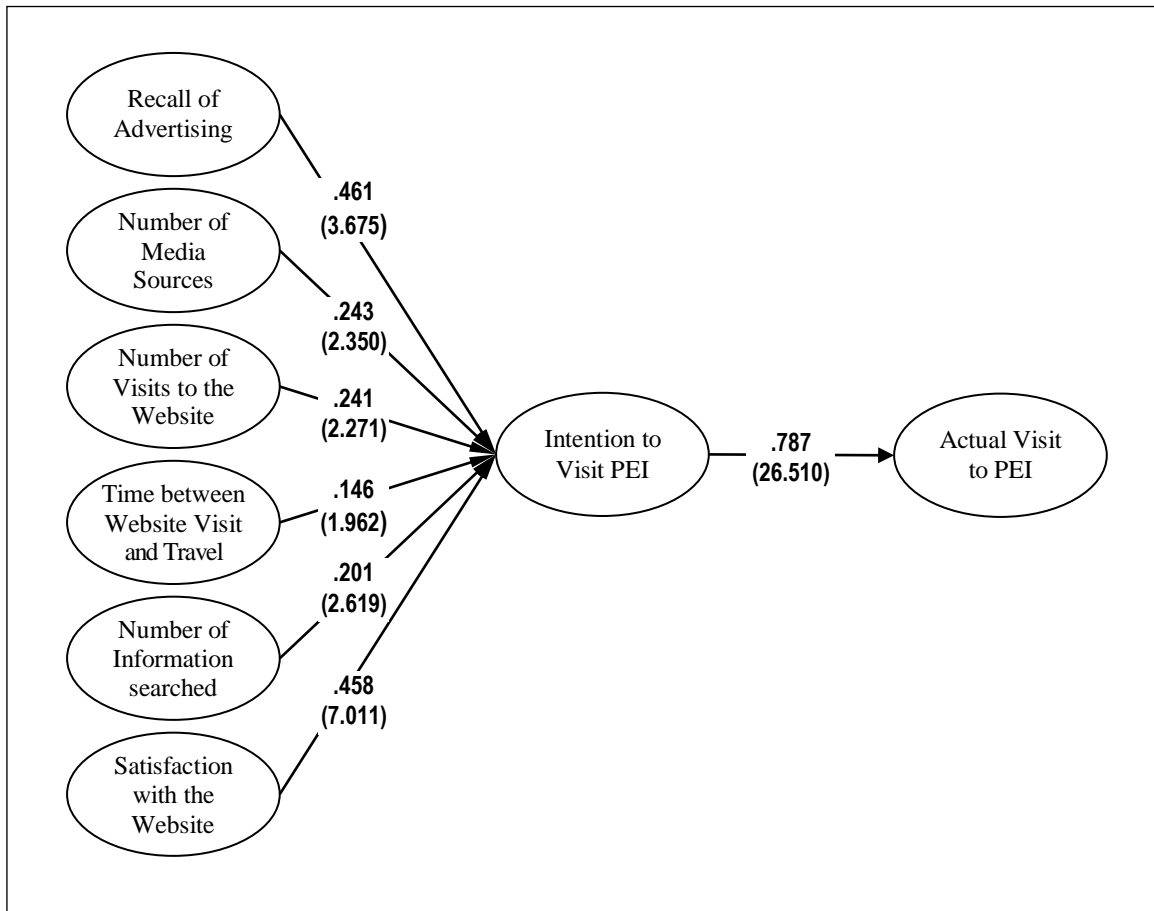 Recall of
Advertising
.461
(3.675)
Number of
Media
Sources
.243
(2.350)
Number of
Visits to the
Website
.241
(2.271)
Time between
Website Visit
and Travel
.146
(1.962)
Number of
Information
searched
.201
(2.619)
Satisfaction
with the
Website
.458
(7.011)
Intention to
Visit PEI
.787
(26.510)
Actual Visit
to PEI